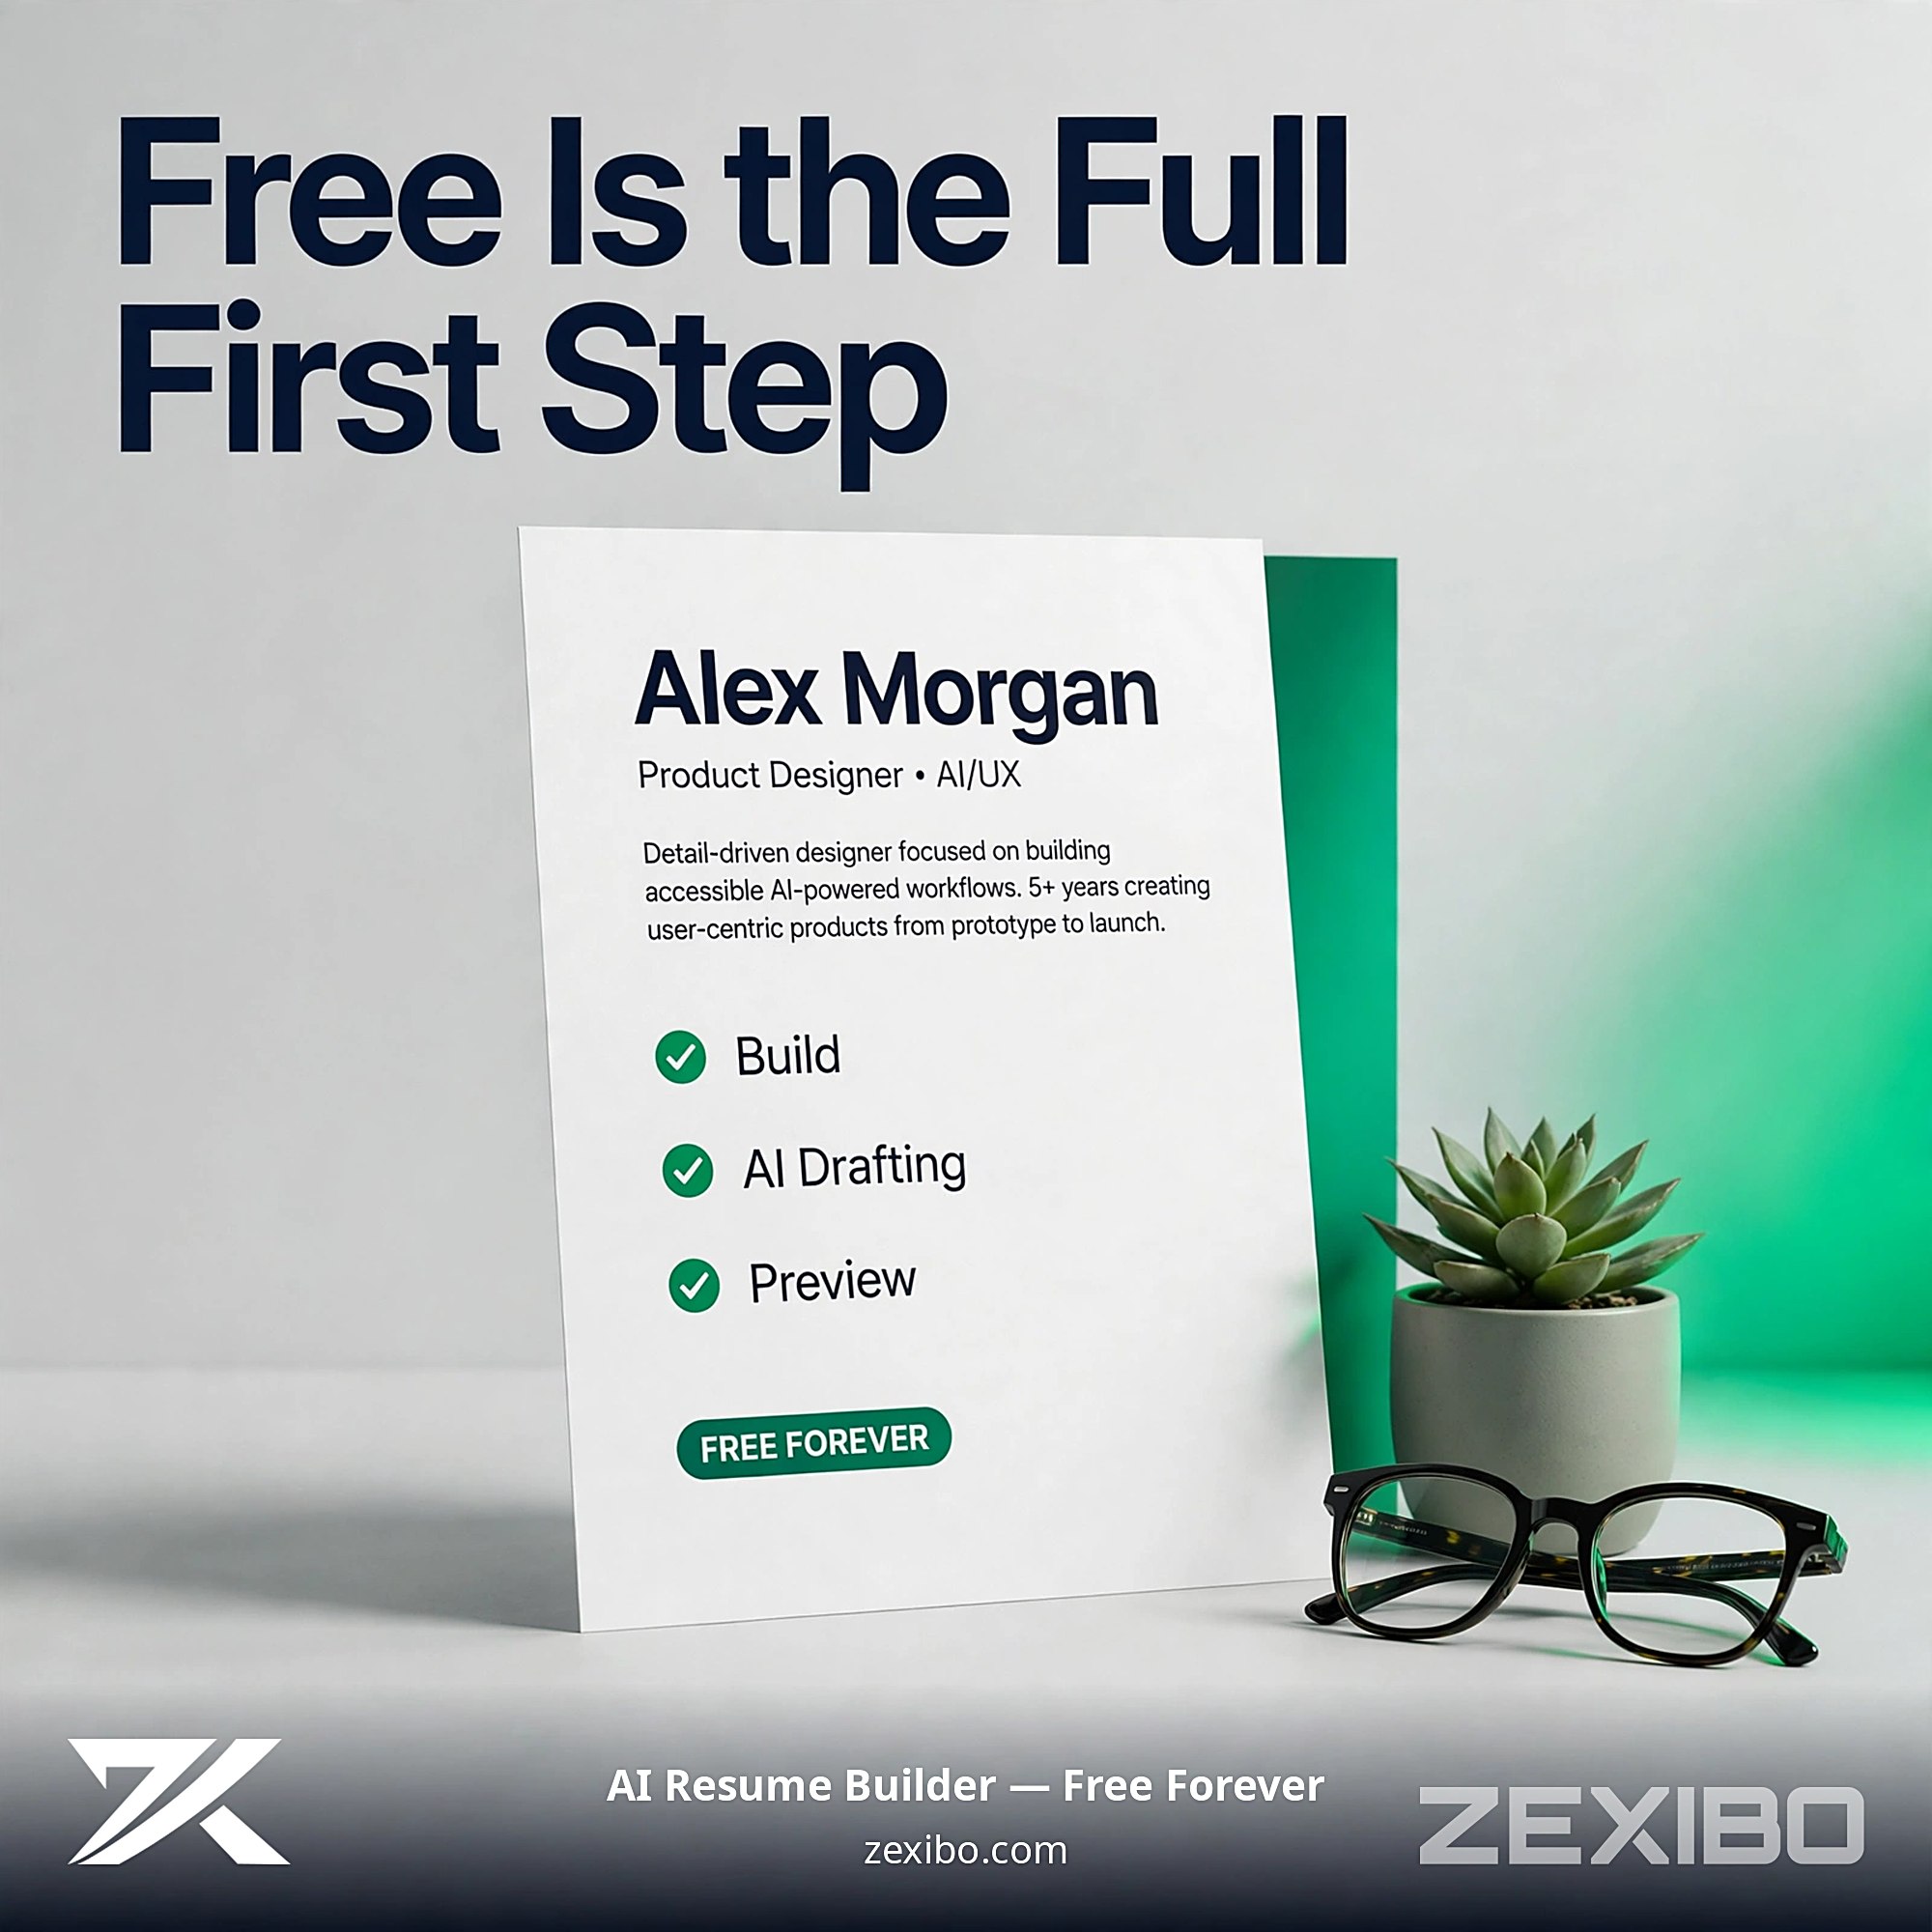 Free Is the Full
First Step
Alex Morgan
Product Designer • AI/UX
Detail-driven designer focused on building
accessible AI-powered workflows. 5+ years creating
user-centric products from prototype to launch.
Build
AI Drafting
Preview
FREE FOREVER
AI Resume Builder — Free Forever
zexibo.com
ZEXIBO